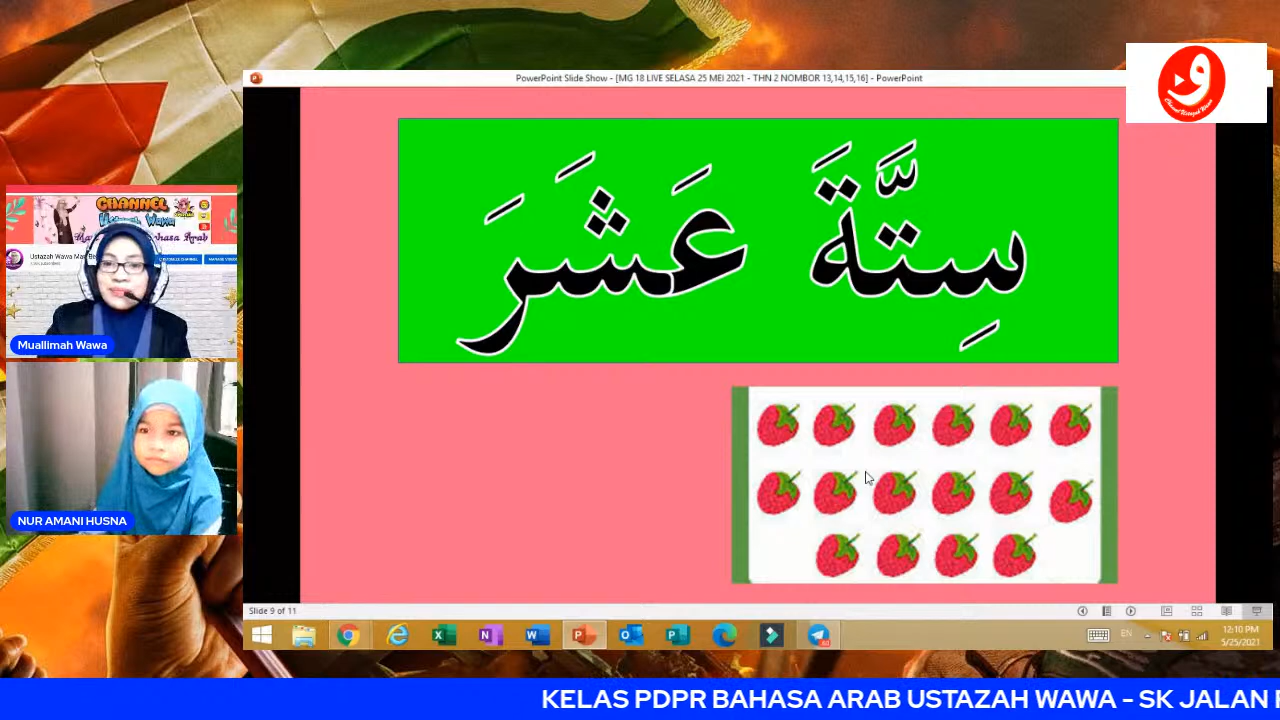 PowerPoint Slide Show - [MG 18 LIVE SELASA 25 MEI 2021 - THN 2 NOMBOR 13,14,15,16] - PowerPoint
و
سِتَّةَ عَشَرَ
CHANNEL
Ustazah Wawa
Muallimah Wawa
NUR AMANI HUSNA
Slide 9 of 11
EN
12:10 PM
5/25/2021
KELAS PDPR BAHASA ARAB USTAZAH WAWA - SK JALAN